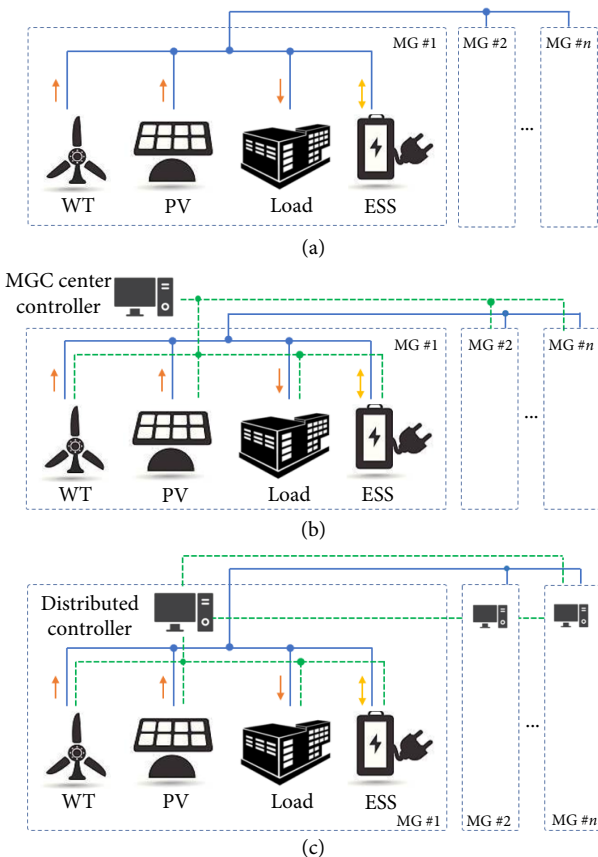 MG #1
MG #2
MG #n
...
WT
PV
Load
ESS
(a)
MGC center
controller
MG #1
MG #2
MG #n
...
WT
PV
Load
ESS
(b)
Distributed
controller
...
WT
PV
Load
ESS
MG #1
MG #2
MG #n
(c)